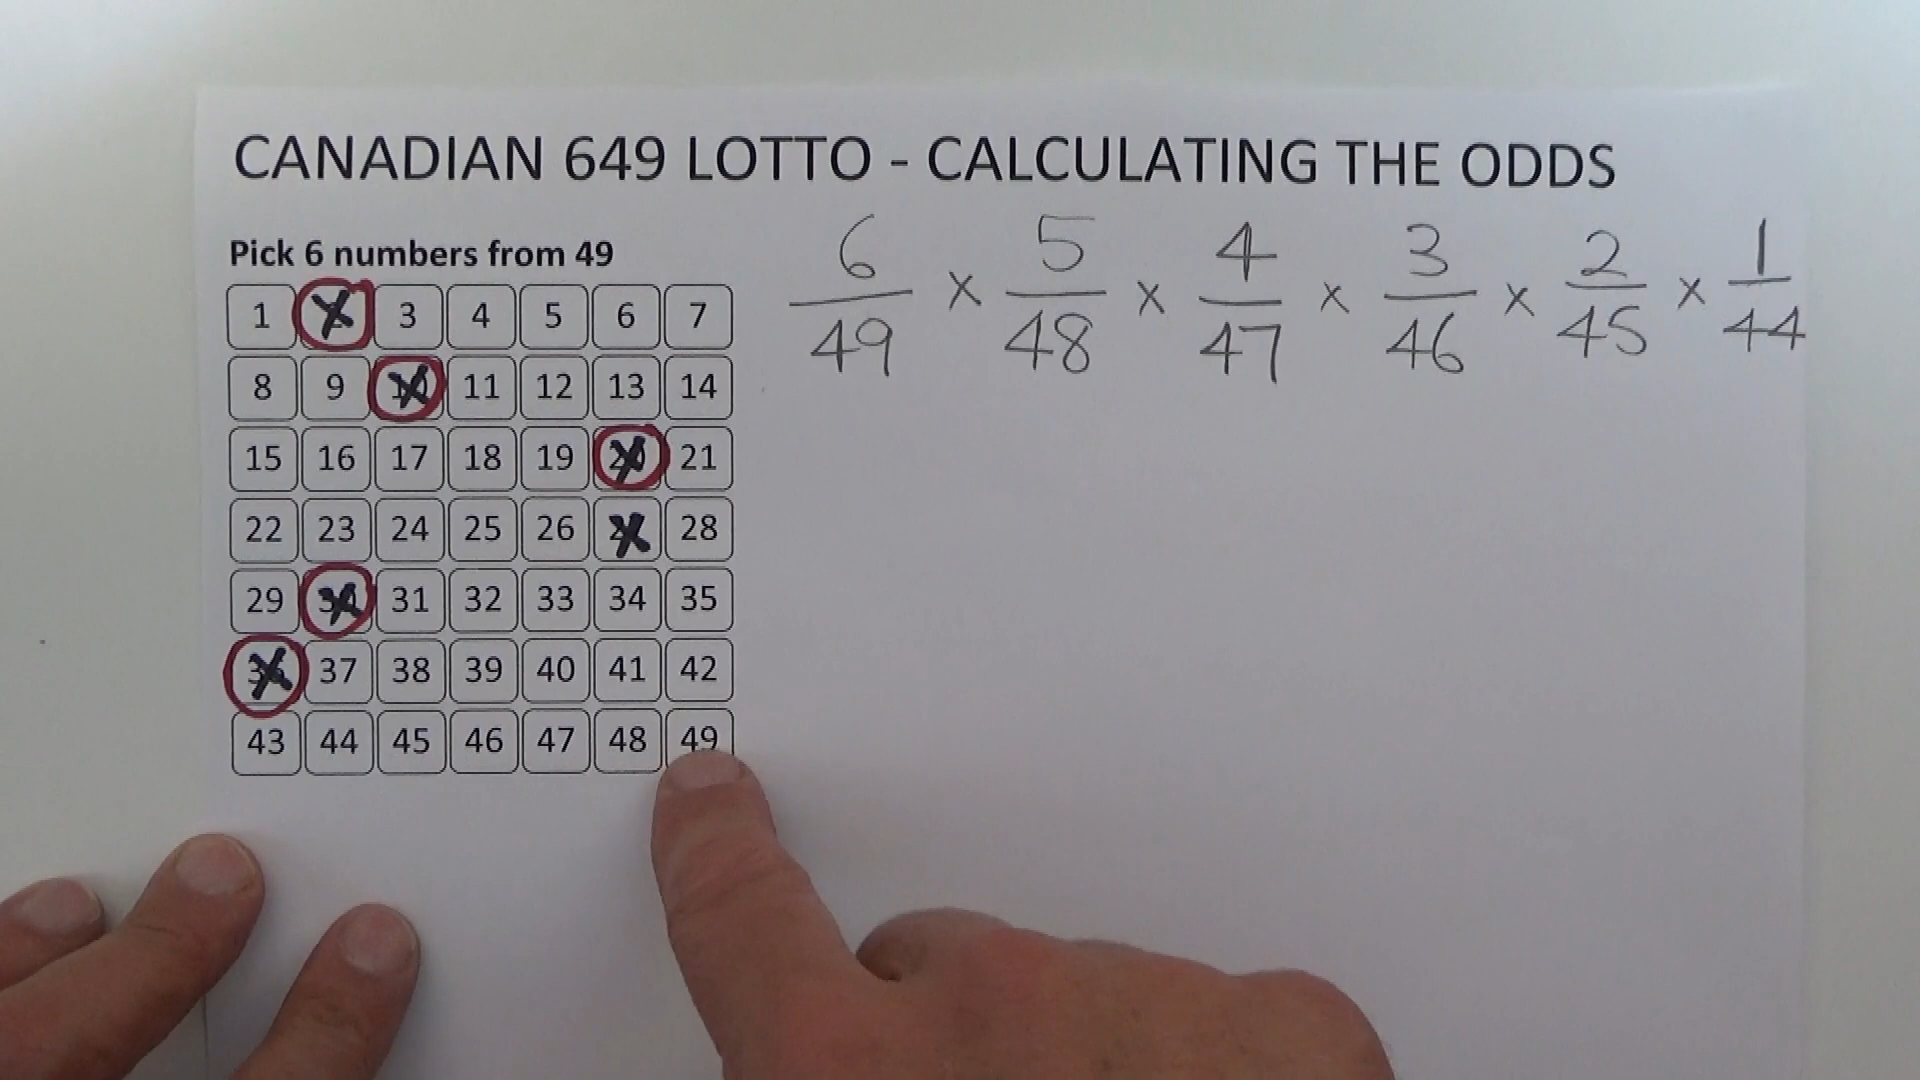 CANADIAN 649 LOTTO - CALCULATING THE ODDS
Pick 6 numbers from 49
6/49 × 5/48 × 4/47 × 3/46 × 2/45 × 1/44
1 3 4 5 6 7
8 9 11 12 13 14
15 16 17 18 19 20 21
22 23 24 25 26 28
29 30 31 32 33 34 35
36 37 38 39 40 41 42
43 44 45 46 47 48 49